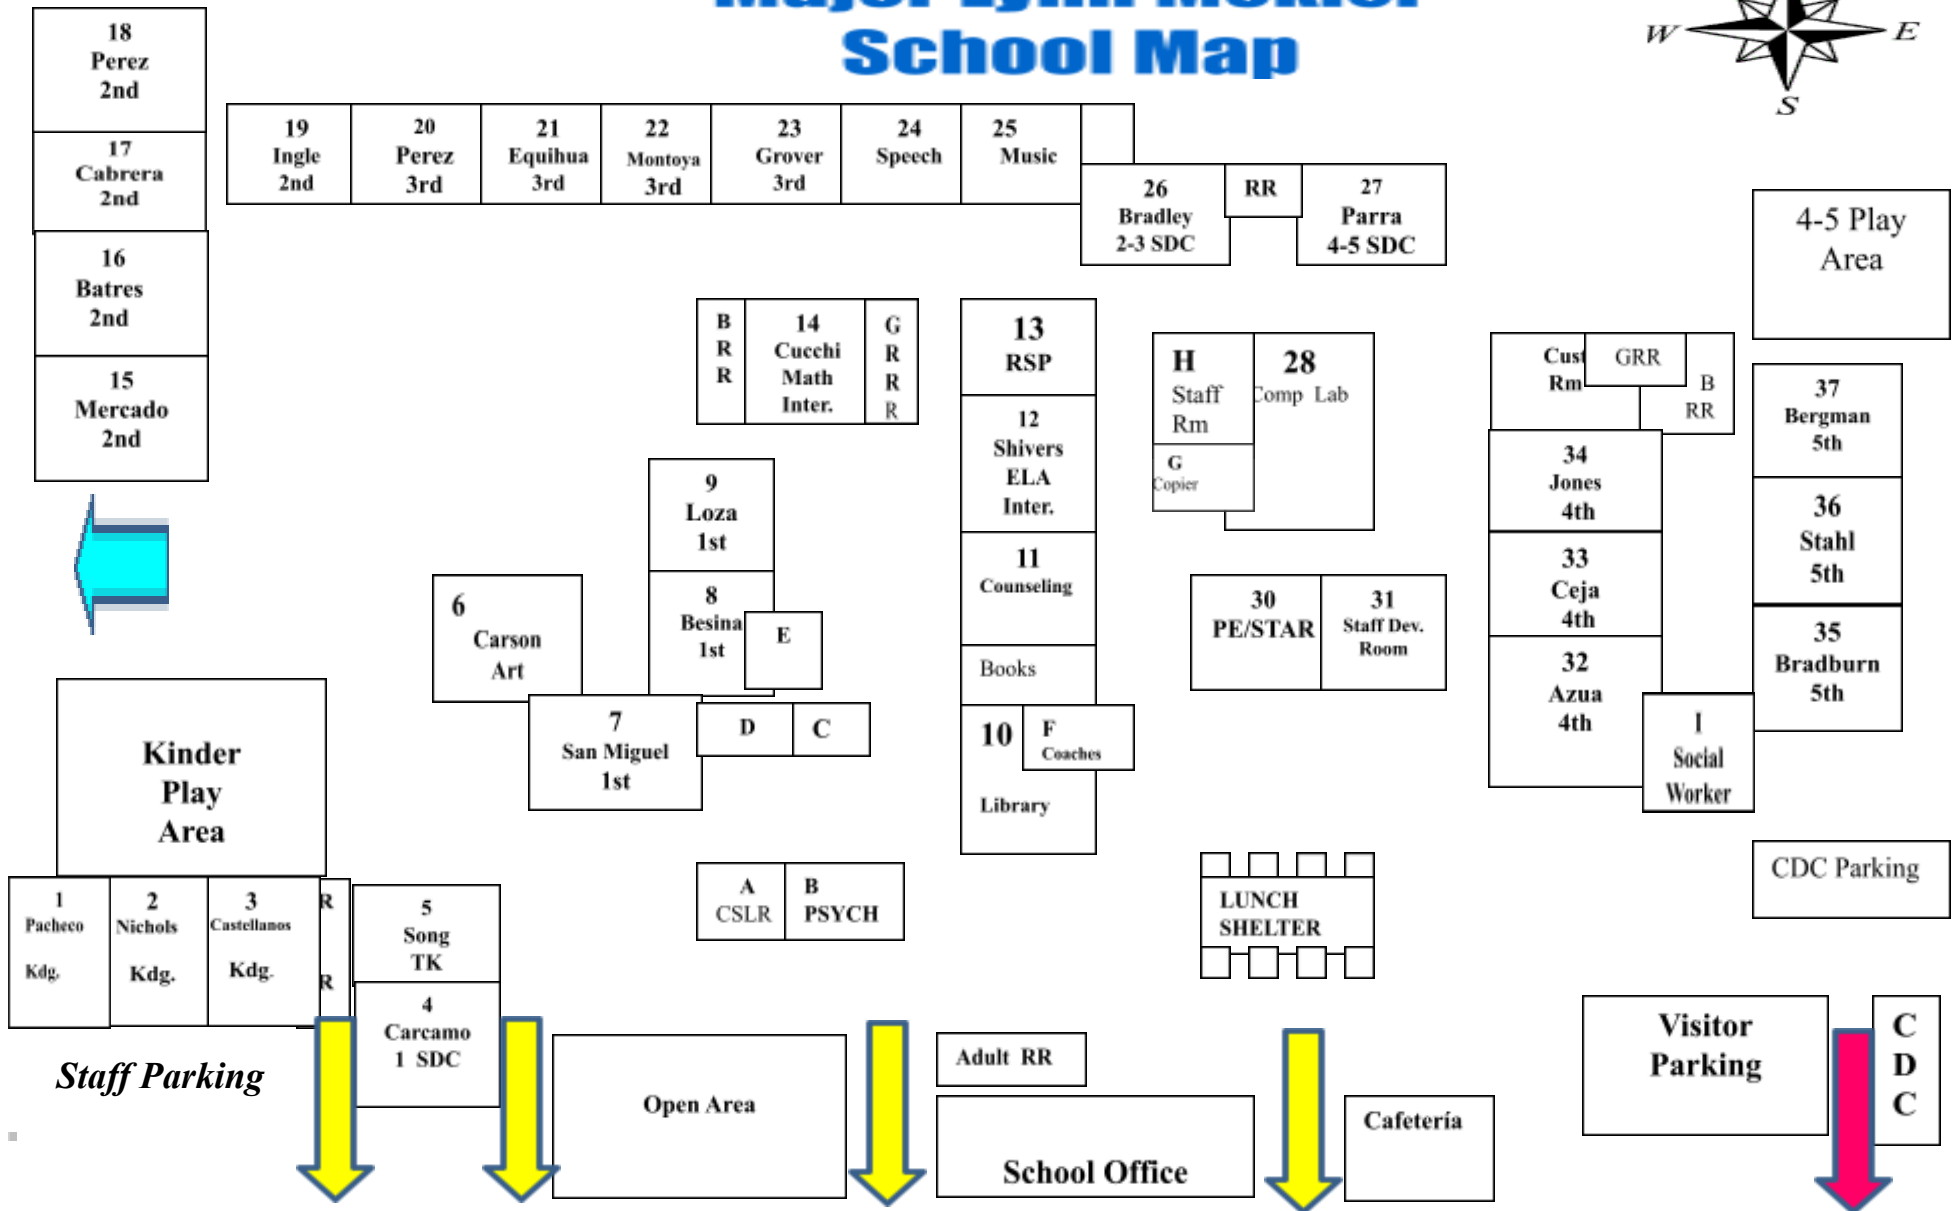 School Map
W
E
S
18
Perez
2nd
17
Cabrera
2nd
16
Batres
2nd
15
Mercado
2nd
19
Ingle
2nd
20
Perez
3rd
21
Equihua
3rd
22
Montoya
3rd
23
Grover
3rd
24
Speech
25
Music
26
Bradley
2-3 SDC
RR
27
Parra
4-5 SDC
4-5 Play
Area
B
R
R
14
Cucchi
Math
Inter.
G
R
R
R
13
RSP
12
Shivers
ELA
Inter.
11
Counseling
Books
10
Library
F
Coaches
H
Staff
Rm
G
Copier
28
Comp Lab
Cust
Rm
GRR
B
RR
37
Bergman
5th
36
Stahl
5th
35
Bradburn
5th
34
Jones
4th
33
Ceja
4th
32
Azua
4th
I
Social
Worker
9
Loza
1st
8
Besina
1st
E
6
Carson
Art
7
San Miguel
1st
D
C
30
PE/STAR
31
Staff Dev.
Room
Kinder
Play
Area
1
Pacheco
Kdg.
2
Nichols
Kdg.
3
Castellanos
Kdg.
R
R
5
Song
TK
4
Carcamo
1 SDC
A
CSLR
B
PSYCH
LUNCH
SHELTER
CDC Parking
Staff Parking
Open Area
Adult RR
School Office
Cafetería
Visitor
Parking
C
D
C